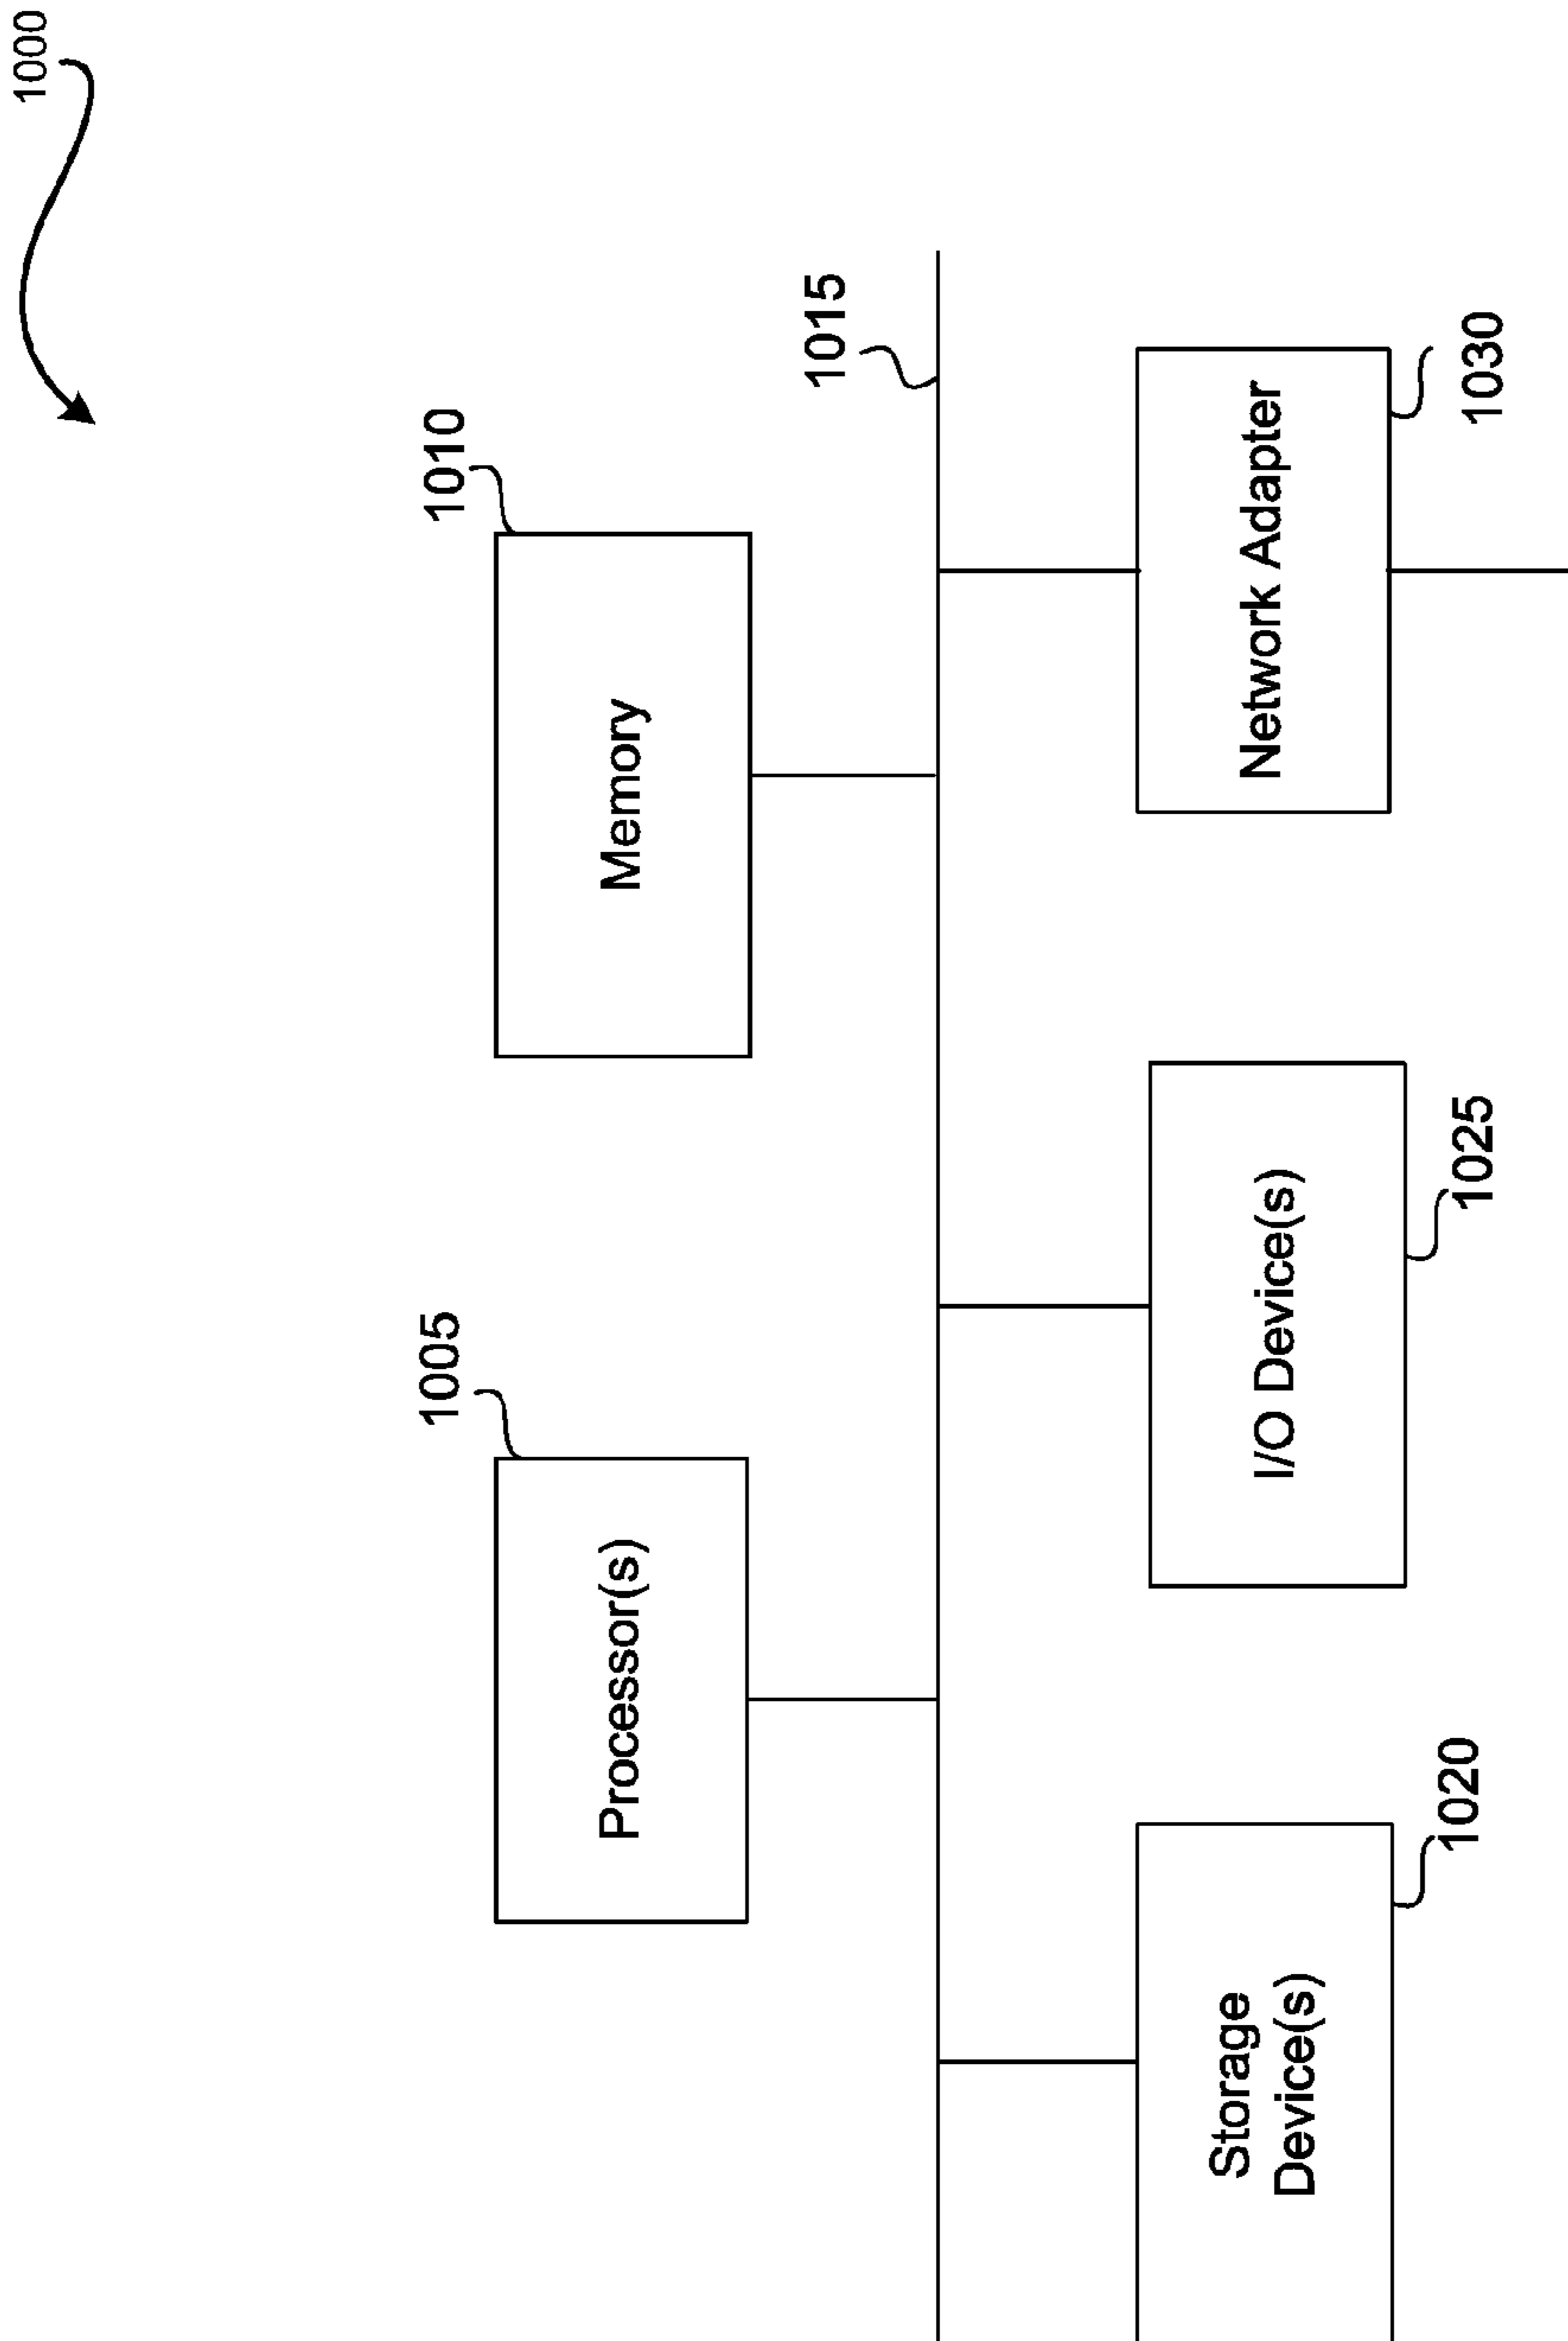 1000
1005
Processor(s)
1010
Memory
1015
Storage
Device(s)
1020
I/O Device(s)
1025
Network Adapter
1030